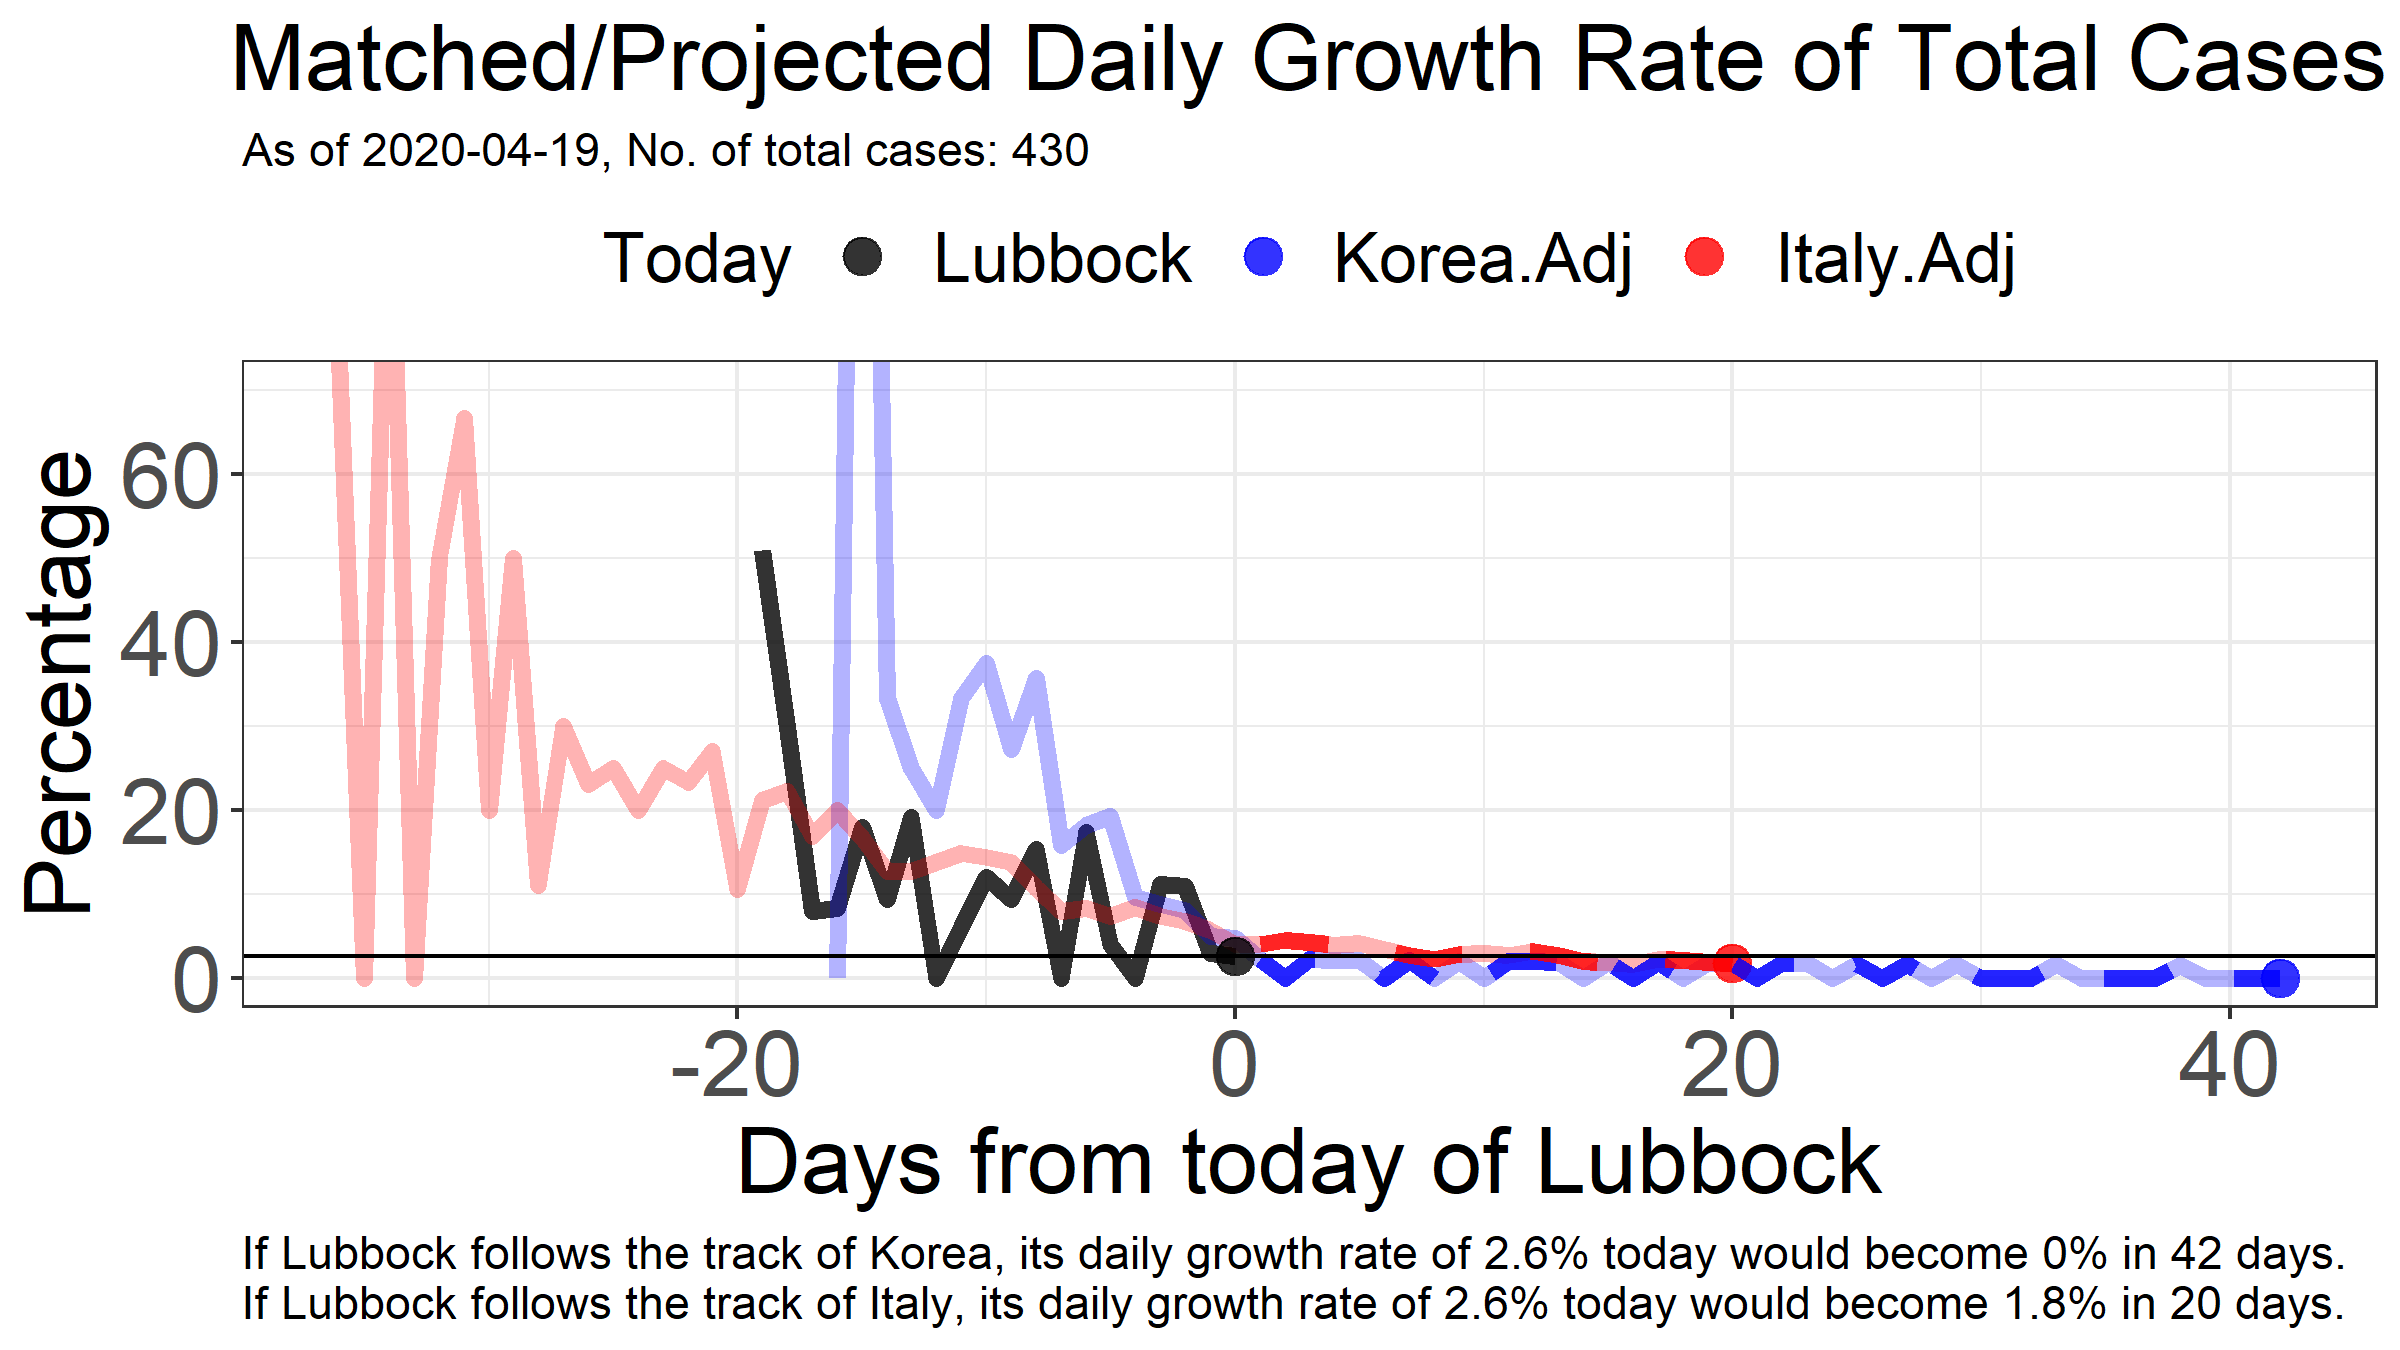 Matched/Projected Daily Growth Rate of Total Cases
As of 2020-04-19, No. of total cases: 430
Today Lubbock Korea.Adj Italy.Adj
Percentage
60
40
20
0
-20 0 20 40
Days from today of Lubbock
If Lubbock follows the track of Korea, its daily growth rate of 2.6% today would become 0% in 42 days.
If Lubbock follows the track of Italy, its daily growth rate of 2.6% today would become 1.8% in 20 days.